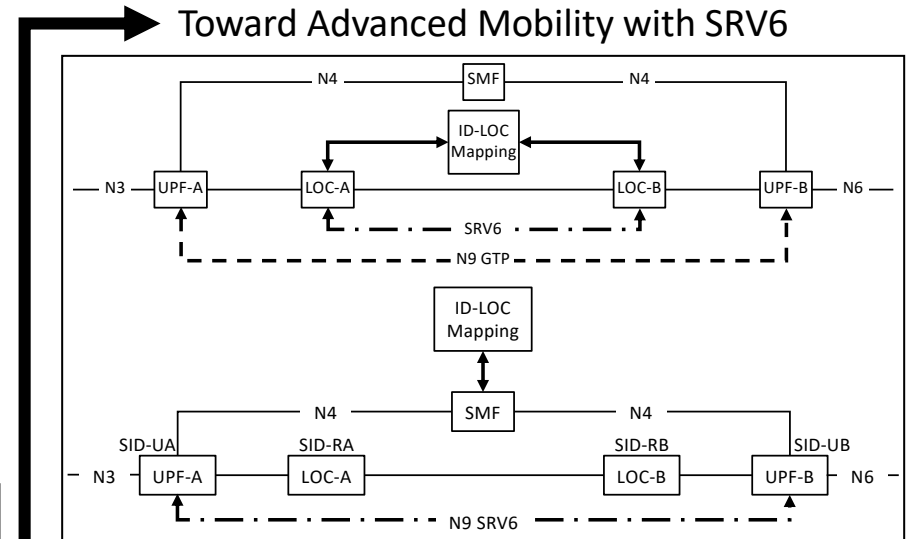 Toward Advanced Mobility with SRV6
N4
SMF
N4
ID-LOC
Mapping
N3
UPF-A
LOC-A
LOC-B
UPF-B
N6
SRV6
N9 GTP
ID-LOC
Mapping
N4
SMF
N4
SID-UA
SID-RA
SID-RB
SID-UB
N3
UPF-A
LOC-A
LOC-B
UPF-B
N6
N9 SRV6